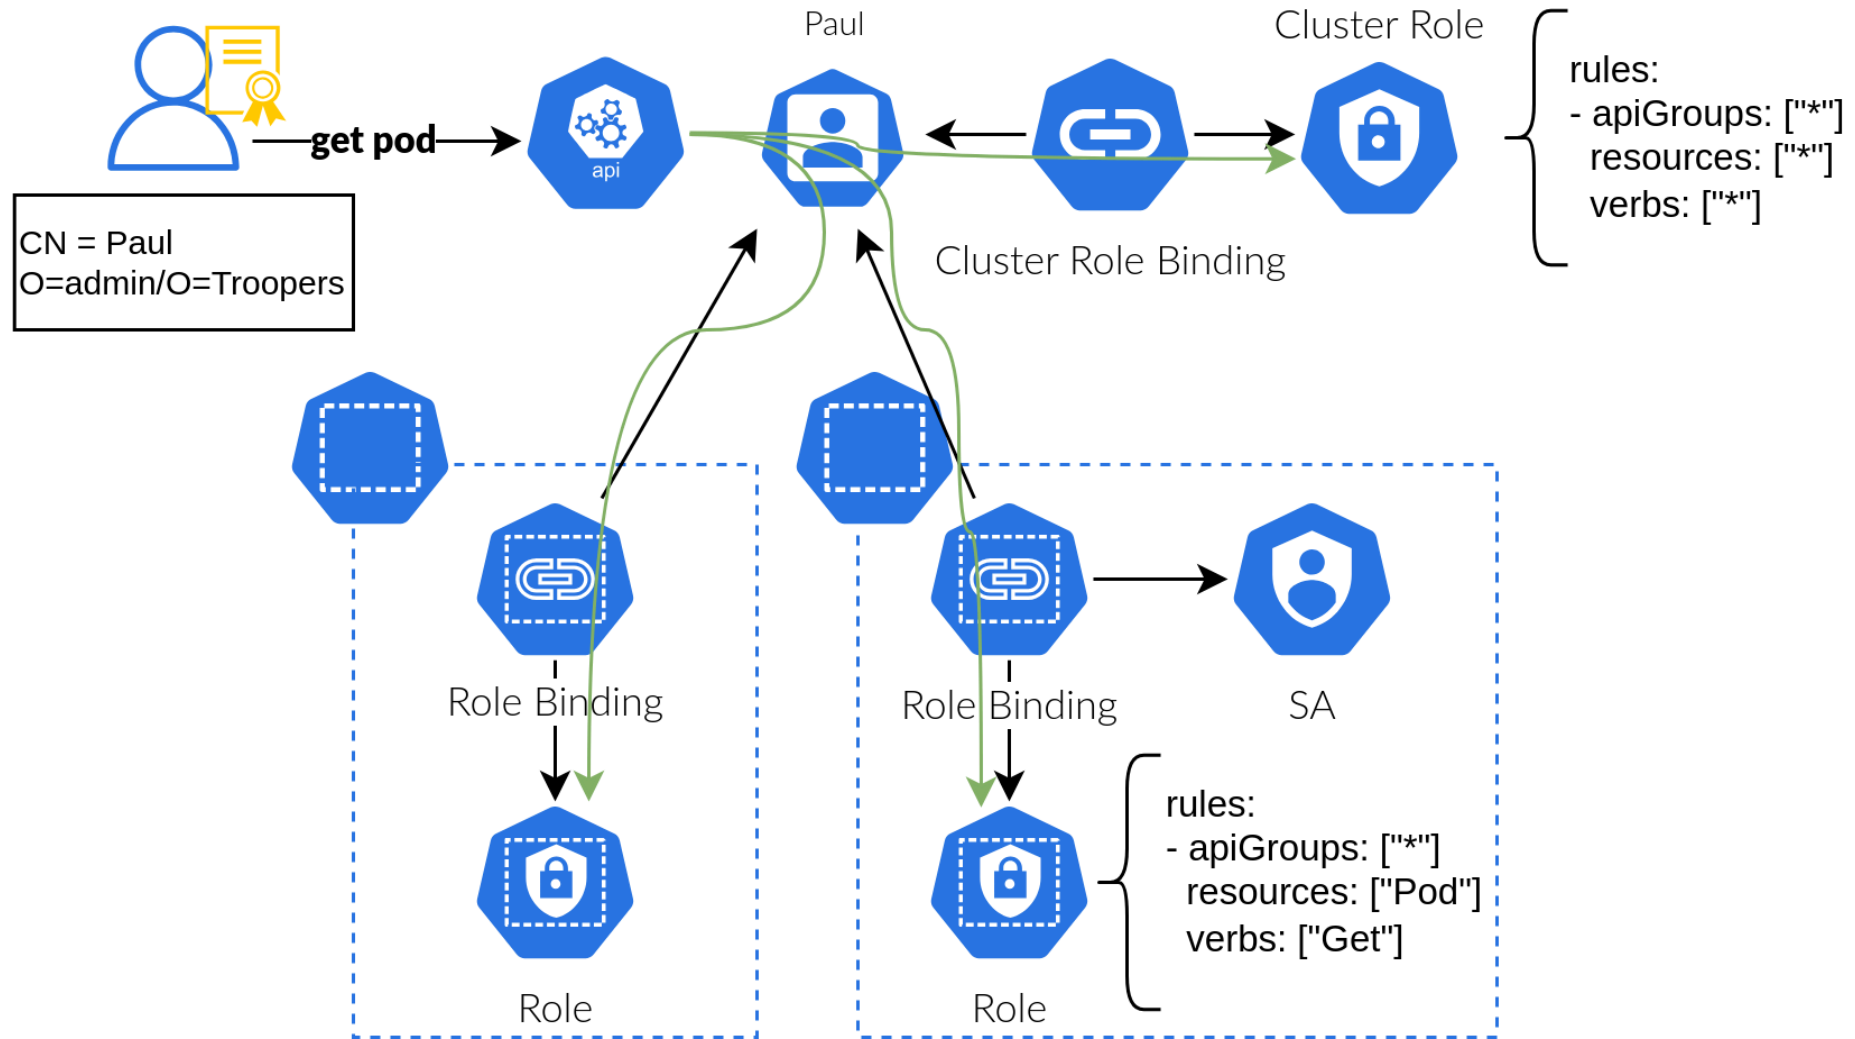 Paul
Cluster Role
get pod
api
rules:
- apiGroups: ["*"]
resources: ["*"]
verbs: ["*"]
CN = Paul
O=admin/O=Troopers
Cluster Role Binding
Role Binding
Role Binding
SA
rules:
- apiGroups: ["*"]
resources: ["Pod"]
verbs: ["Get"]
Role
Role